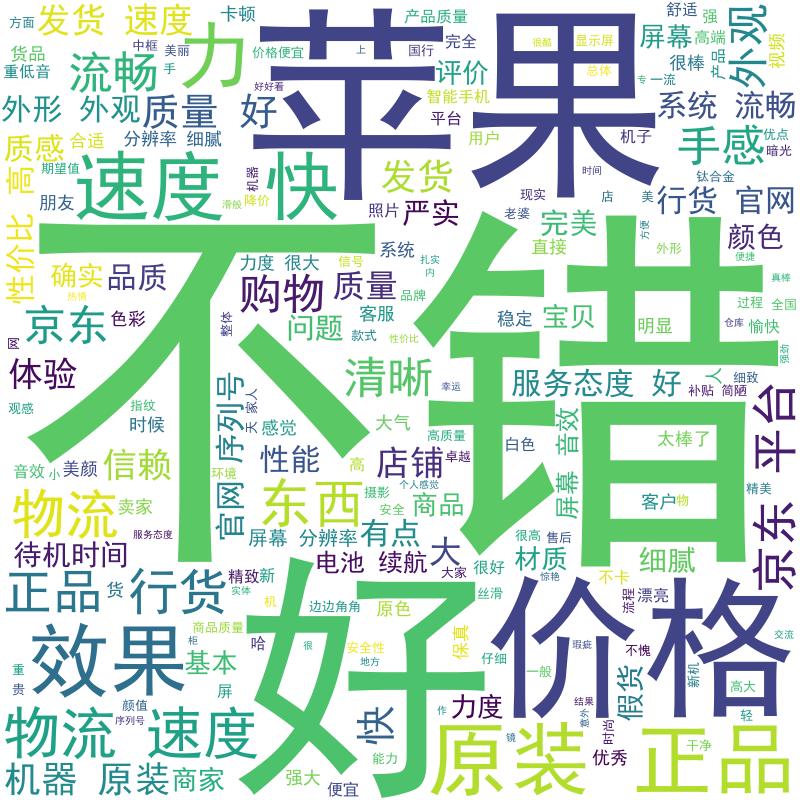 方面
发货 速度
力
卡顿
产品质量
舒适
强
外观
视频
货品
中框
美丽
价格便宜
上
国行
完全
苹果
很酷
显示屏
屏幕
高端
重低音
流畅
手
好好看
评价
智能手机
总体
很棒
产品
专
一流
外形 外观
质量 好
平台
系统 流畅
质感
合适
分辨率 细腻
用户
机子
手感
优点
暗光
高
期望值
速度 快
机器
发货
时间
钛合金
性价比
朋友
滑般
降价
照片
严实
现实
老婆
店
美
行货 官网
完美
方便
颜色
不错
确实
品质
力度 很大
信号
系统
扎实
内
直接
外形
便捷
真棒
热情
购物
质量
品牌
过程
全国
京东
色彩
整体
问题
客服
款式
性价比
稳定
宝贝
明显
仓库
愉快
网
体验
清晰
幸运
服务态度 好
人
细致
强劲
补贴
简陋
观感
指纹
时候
官网 序列号
天
家人
感觉
大气
高质量
白色
屏幕 音效
太棒了
京东 平台
音效
小
美颜
信赖
环境
性能
高
店铺
卓越
个人感觉
物流
卖家
东西
摄影
安全
商品
客户
物
精美
服务态度
屏幕 分辨率
有点
很高
售后
待机时间
电池 续航
大
大家
很好
材质
细腻
正品 行货
货
精致
新
实体
机
边边角角
原色
丝滑
惊艳
不卡
流程
漂亮
价格
好
效果
商品质量
柜
哈
很
安全性
地方
保真
仔细
瑕疵
一般
不愧
新机
交流
重
贵
基本
屏
颜值
序列号
快
作
力度
结果
意外
假货
时尚
高大
轻
物流 速度
能力
镜
原装 正品
干净
优秀
机器 原装
商家
强大
便宜